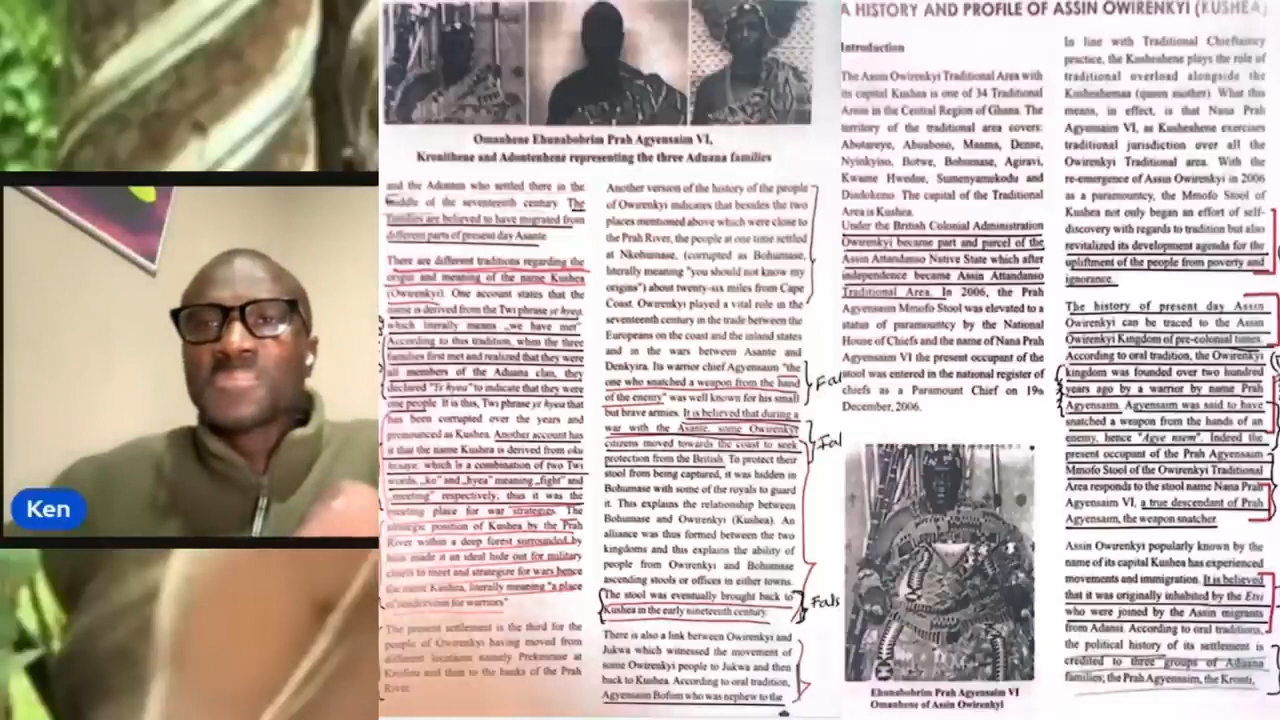 Ken
Omanhene Ehunabobrim Prah Agyensaim VI,
Krontihene and Adontenhene representing the three Aduana families
and the Aduanas who settled there in the
middle of the seventeenth century. The
families are believed to have migrated from
different parts of present day Asante.
There are different traditions regarding the
origin and meaning of the name Kushea
(Owirenkyi). One account states that the
name is derived from the Twi phrase ye hyea
which literally means „we have met"
According to this tradition, when the three
families first met and realized that they were
all members of the Aduana clan, they
declared "Ye hyea" to indicate that they were
one people. It is this, Twi phrase ye hyea that
has been corrupted over the years and
pronounced as Kushea. Another account has
it that the name Kushea is derived from oku
which is a combination of two Twi
words, „ko" and „hyea" meaning „fight" and
„meeting" respectively, thus it was the
meeting place for war strategies. The
strategic position of Kushea by the Prah
River within a deep forest surrounded by
made it an ideal hide out for military
chiefs to meet and strategize for wars hence
the name Kushea, literally meaning "a place
of rendezvous for warriors"
The present settlement is the third for the
people of Owirenkyi having moved from
different locations namely Prekumase at
and then to the banks of the Prah
River.
Another version of the history of the people
of Owirenkyi indicates that besides the two
places mentioned above which were close to
the Prah River, the people at one time settled
at Nkohumase, (corrupted as Bohumase,
literally meaning "you should not know my
origins") about twenty-six miles from Cape
Coast. Owirenkyi played a vital role in the
seventeenth century in the trade between the
Europeans on the coast and the inland states
and in the wars between Asante and
Denkyira. Its warrior chief Agyensaim "the
one who snatched a weapon from the hand
of the enemy" was well known for his small
but brave armies. It is believed that during a
war with the Asante, some Owirenkyi
citizens moved towards the coast to seek
protection from the British. To protect their
stool from being captured, it was hidden in
Bohumase with some of the royals to guard
it. This explains the relationship between
Bohumase and Owirenkyi (Kushea). An
alliance was thus formed between the two
kingdoms and this explains the ability of
people from Owirenkyi and Bohumase
ascending stools or offices in either towns.
The stool was eventually brought back to
Kushea in the early nineteenth century.
There is also a link between Owirenkyi and
Jukwa which witnessed the movement of
some Owirenkyi people to Jukwa and then
back to Kushea. According to oral tradition,
Agyensaim Bofum who was nephew to the
Fal
Fal
Fals
A HISTORY AND PROFILE OF ASSIN OWIRENKYI (KUSHEA)
Introduction
The Assin Owirenkyi Traditional Area with
its capital Kushea is one of 34 Traditional
Areas in the Central Region of Ghana. The
territory of the traditional area covers:
Abotareye, Abuaboso, Maama, Dense,
Nyinkyiso, Botwe, Bohumase, Agiravi,
Kwame Hwedee, Sumenyamekodu and
Diadokeno The capital of the Traditional
Area is Kushea.
Under the British Colonial Administration
Owirenkyi became part and parcel of the
Assin Attandanso Native State which after
independence became Assin Attandanso
Traditional Area. In 2006, the Prah
Agyensaim Mmofo Stool was elevated to a
status of paramountcy by the National
House of Chiefs and the name of Nana Prah
Agyensaim VI the present occupant of the
stool was entered in the national register of
chiefs as a Paramount Chief on 19n
December, 2006.
Ehunabobrim Prah Agyensaim VI
Omanhene of Assin Owirenkyi
In line with Traditional Chieftaincy
practice, the Kusheahene plays the role of
traditional overload alongside the
Kusheahemaa (queen mother). What this
means, in effect, is that Nana Prah
Agyensaim VI, as Kusheahene exercises
traditional jurisdiction over all the
Owirenkyi Traditional area. With the
re-emergence of Assin Owirenkyi in 2006
as a paramountcy, the Mmofo Stool of
Kushea not only began an effort of self-
discovery with regards to tradition but also
revitalized its development agenda for the
upliftment of the people from poverty and
ignorance.
The history of present day Assin
Owirenkyi can be traced to the Assin
Owirenkyi Kingdom of pre-colonial times.
According to oral tradition, the Owirenkyi
kingdom was founded over two hundred
years ago by a warrior by name Prah
Agyensaim. Agyensaim was said to have
snatched a weapon from the hands of an
enemy, hence "Agye nsem". Indeed the
present occupant of the Prah Agyensaim
Mmofo Stool of the Owirenkyi Traditional
Area responds to the stool name Nana Prah
Agyensaim VI, a true descendant of Prah
Agyensaim, the weapon snatcher.
Assin Owirenkyi popularly known by the
name of its capital Kushea has experienced
movements and immigration. It is believed
that it was originally inhabited by the Etsi
who were joined by the Assin migrants
from Adansi. According to oral traditions,
the political history of its settlement is
credited to three groups of Aduana
families; the Prah Agyensaim, the Kronti,